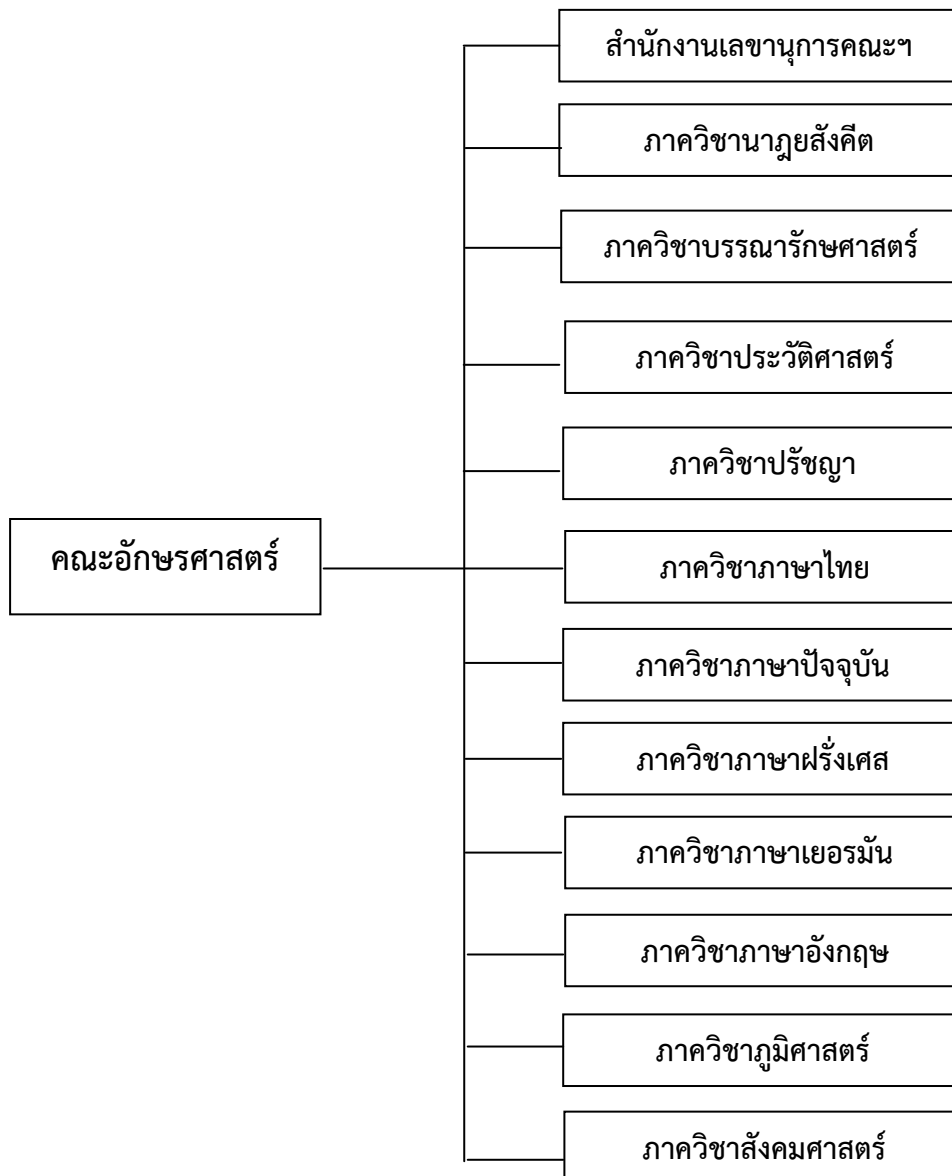 สำนักงานเลขานุการคณะฯ
ภาควิชานาฏยสังคีต
ภาควิชาบรรณารักษศาสตร์
ภาควิชาประวัติศาสตร์
ภาควิชาปรัชญา
คณะอักษรศาสตร์
ภาควิชาภาษาไทย
ภาควิชาภาษาปัจจุบัน
ภาควิชาภาษาฝรั่งเศส
ภาควิชาภาษาเยอรมัน
ภาควิชาภาษาอังกฤษ
ภาควิชาภูมิศาสตร์
ภาควิชาสังคมศาสตร์